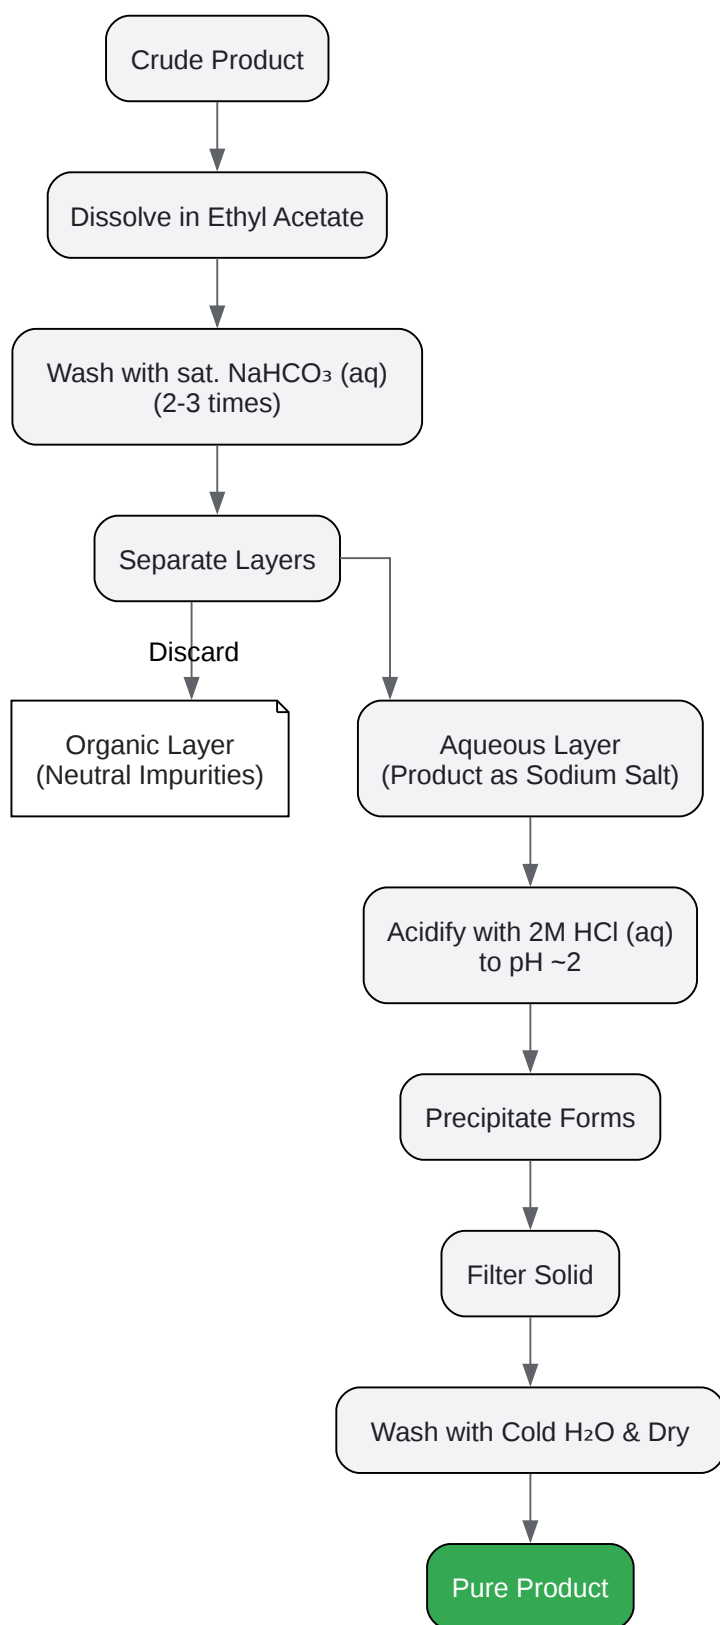 Crude Product
Dissolve in Ethyl Acetate
Wash with sat. NaHCO₃ (aq)
(2-3 times)
Separate Layers
Discard
Organic Layer
(Neutral Impurities)
Aqueous Layer
(Product as Sodium Salt)
Acidify with 2M HCl (aq)
to pH ~2
Precipitate Forms
Filter Solid
Wash with Cold H₂O & Dry
Pure Product